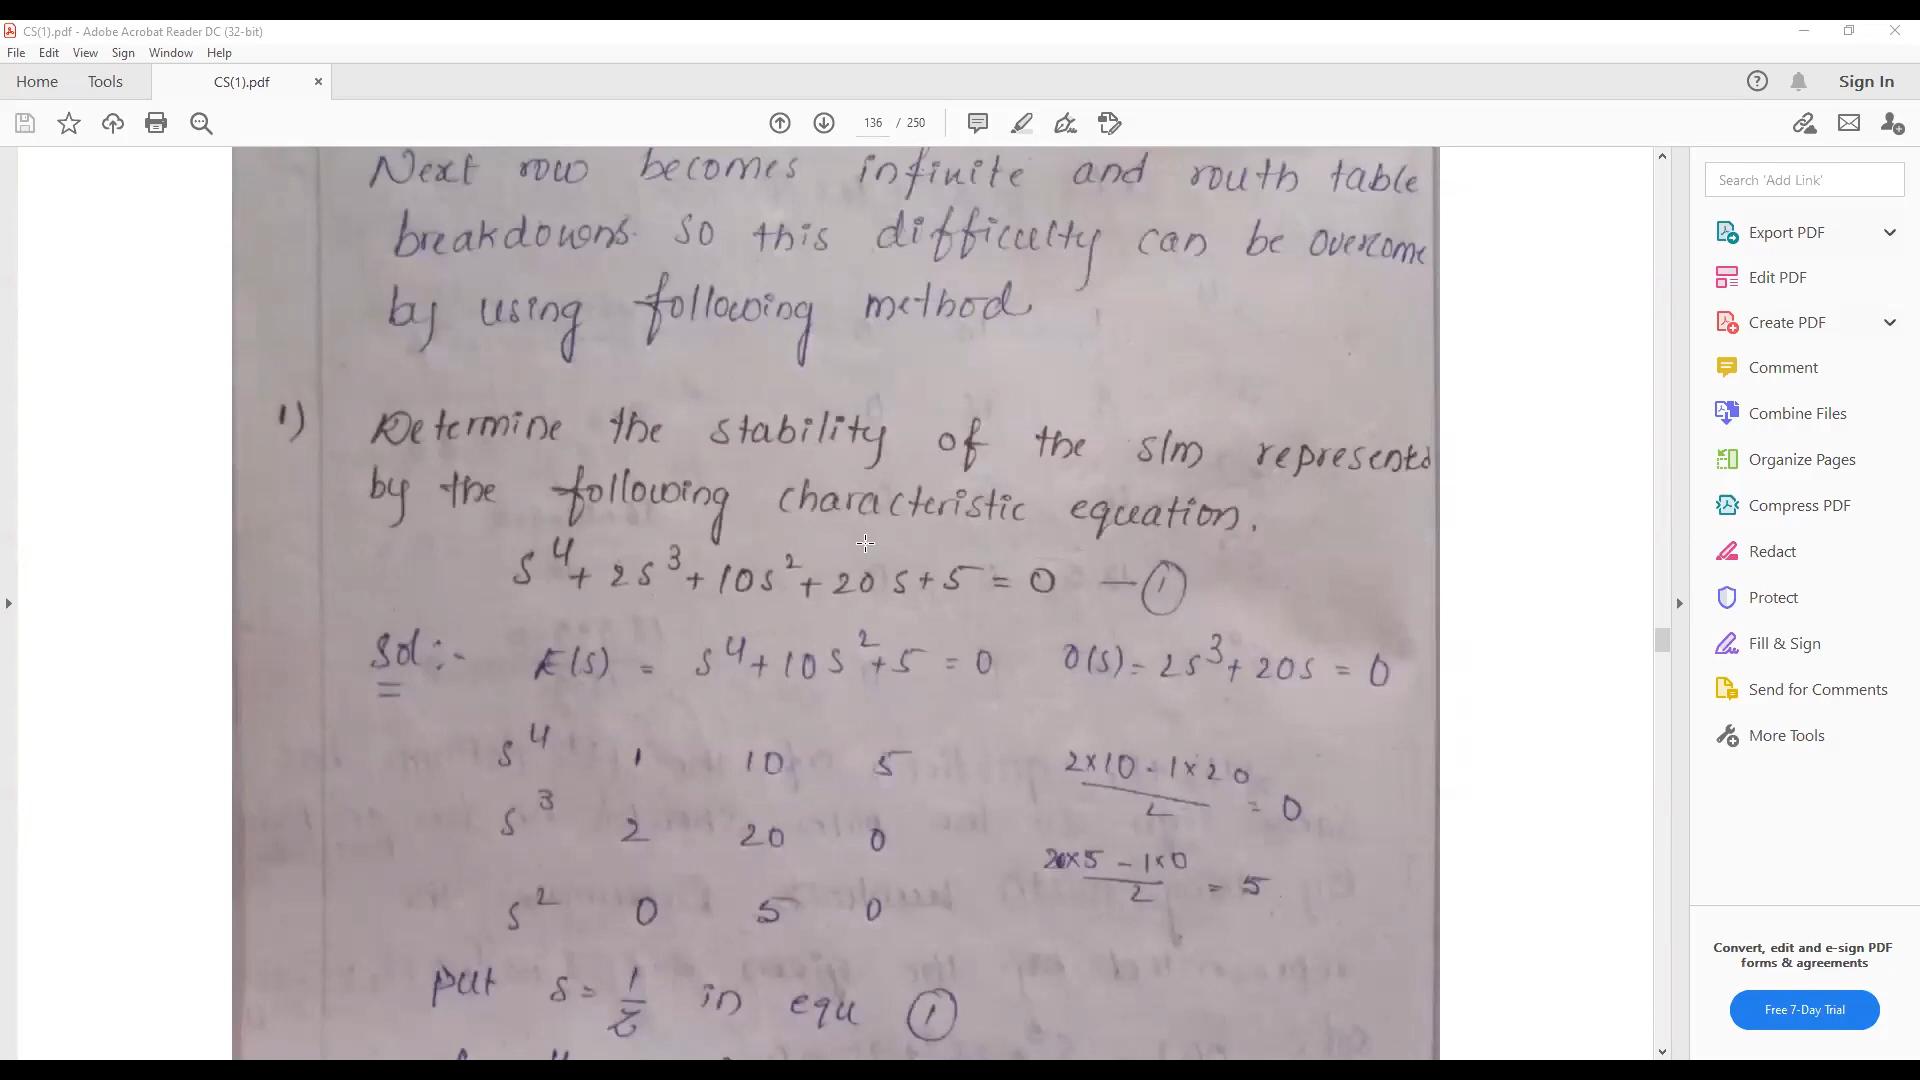 CS(1).pdf - Adobe Acrobat Reader DC (32-bit)
File Edit View Sign Window Help
Home Tools CS(1).pdf × Sign In
136 / 250
Next row becomes infinite and routh table
breakdowns. so this difficulty can be overcome
by using following method
1) Determine the stability of the s/m represented
by the following characteristic equation.
s⁴ + 2s³ + 10s² + 20s + 5 = 0 — ①
Sol:- E(s) = s⁴ + 10s² + 5 = 0 O(s) = 2s³ + 20s = 0
s⁴ 1 10 5
2×10 - 1×20 / 2 = 0
s³ 2 20 0
2×5 - 1×0 / 2 = 5
s² 0 5 0
put s = 1/z in equ ①
Search 'Add Link'
Export PDF
Edit PDF
Create PDF
Comment
Combine Files
Organize Pages
Compress PDF
Redact
Protect
Fill & Sign
Send for Comments
More Tools
Convert, edit and e-sign PDF
forms & agreements
Free 7-Day Trial